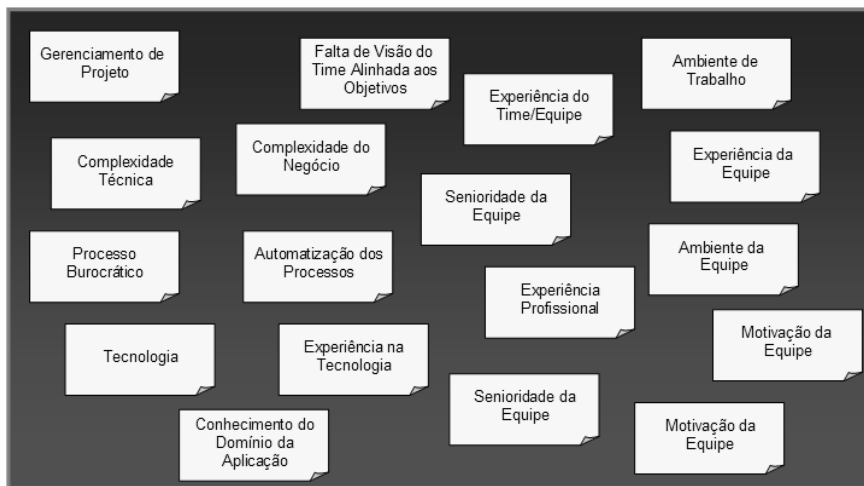 Gerenciamento de
Projeto
Falta de Visão do
Time Alinhada aos
Objetivos
Experiência do
Time/Equipe
Ambiente de
Trabalho
Complexidade
Técnica
Complexidade do
Negócio
Senioridade da
Equipe
Experiência da
Equipe
Processo
Burocrático
Automatização dos
Processos
Experiência
Profissional
Ambiente da
Equipe
Tecnologia
Experiência na
Tecnologia
Motivação da
Equipe
Conhecimento do
Domínio da
Aplicação
Senioridade da
Equipe
Motivação da
Equipe